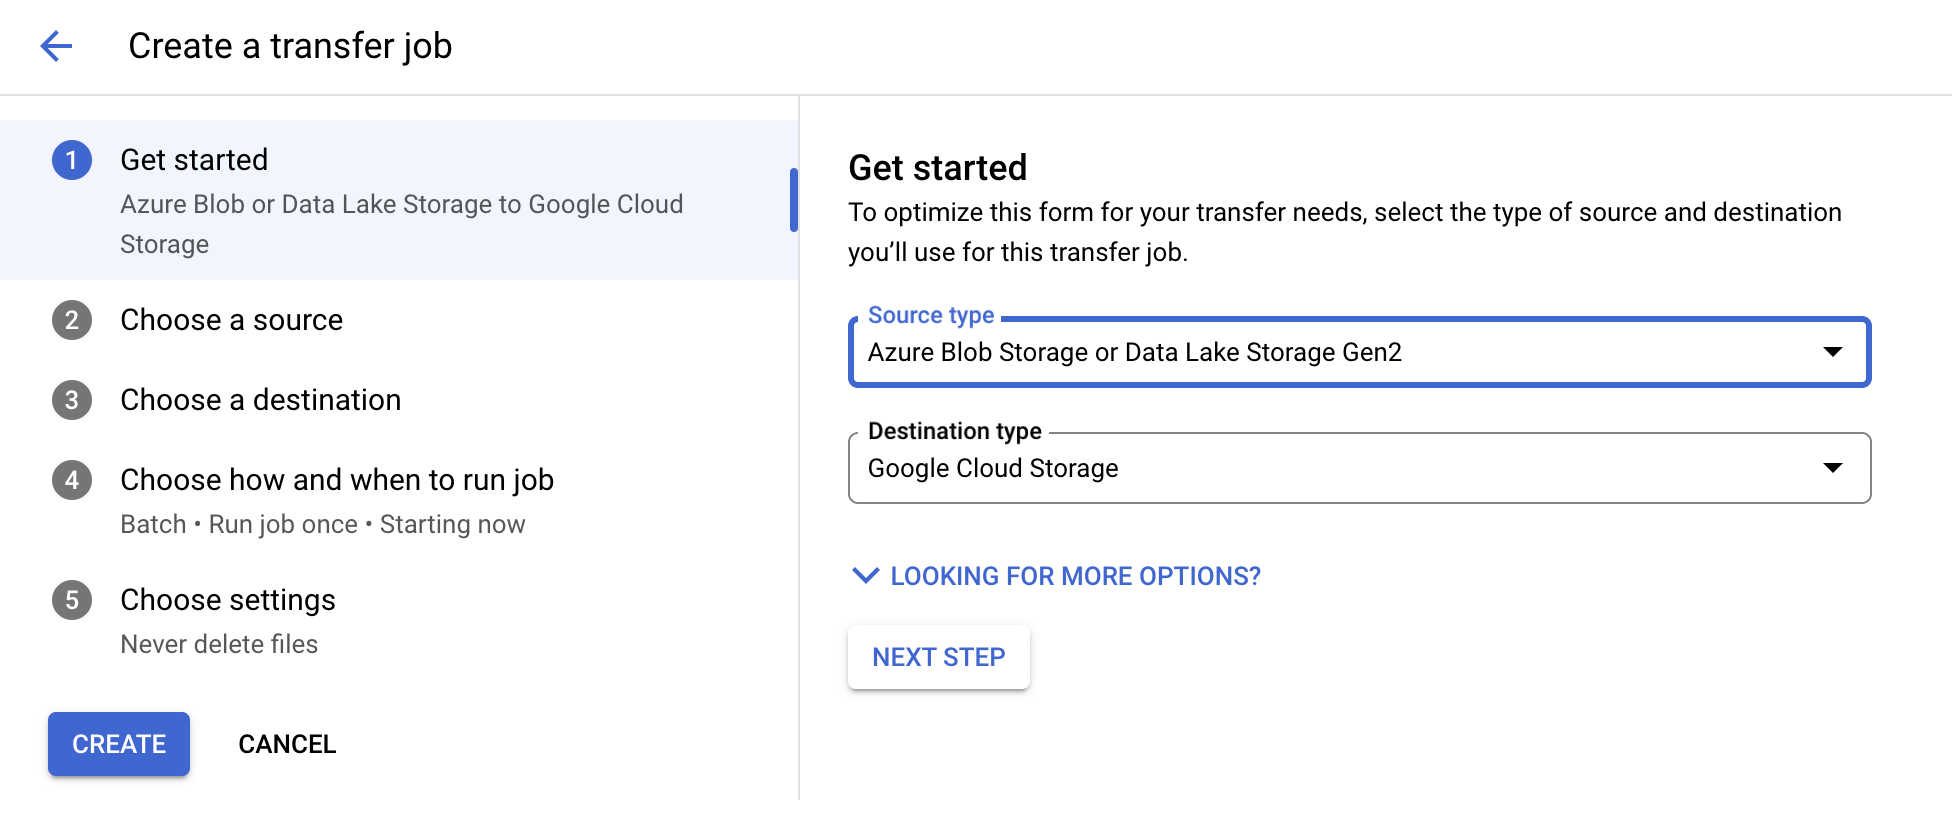 Create a transfer job
1 Get started
Azure Blob or Data Lake Storage to Google Cloud
Storage
2 Choose a source
3 Choose a destination
4 Choose how and when to run job
Batch • Run job once • Starting now
5 Choose settings
Never delete files
CREATE CANCEL
Get started
To optimize this form for your transfer needs, select the type of source and destination
you’ll use for this transfer job.
Source type
Azure Blob Storage or Data Lake Storage Gen2
Destination type
Google Cloud Storage
LOOKING FOR MORE OPTIONS?
NEXT STEP